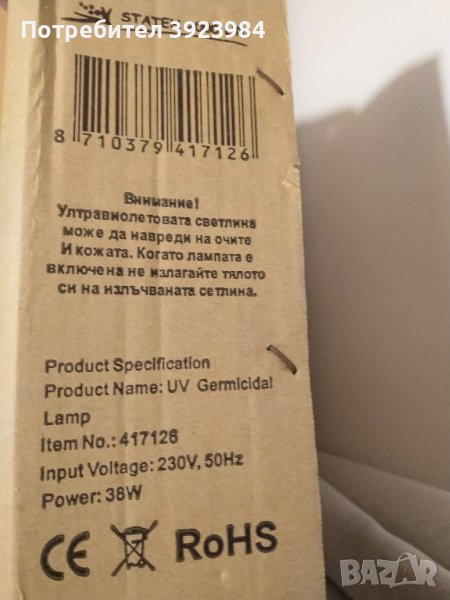 Потребител 3923984
8 710379 417126
Внимание!
Ултравиолетовата светлина
може да навреди на очите
И кожата. Когато лампата е
включена не излагайте тялото
си на излъчваната сетлина.
Product Specification
Product Name: UV Germicidal
Lamp
Item No.: 417126
Input Voltage: 230V, 50Hz
Power: 38W
CE RoHS
BAZAR